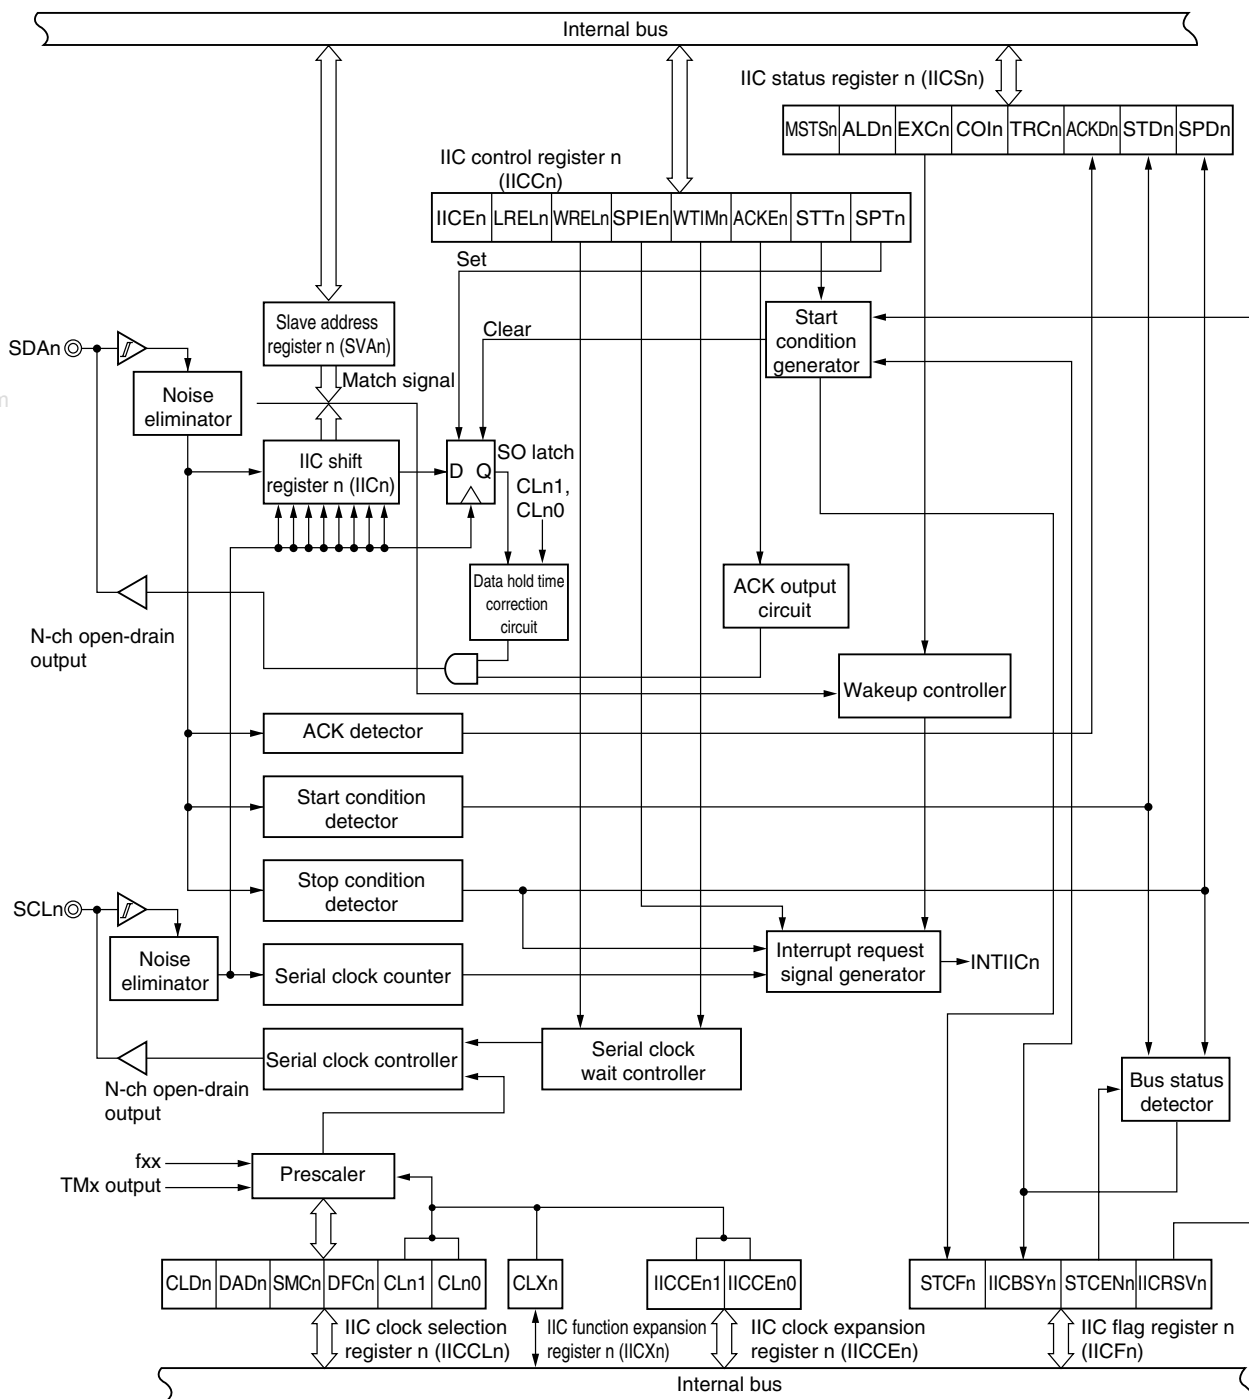 Internal bus
IIC status register n (IICSn)
MSTSn ALDn EXCn COIn TRCn ACKDn STDn SPDn
IIC control register n
(IICCn)
IICEn LRELn WRELn SPIEn WTIMn ACKEn STTn SPTn
Set
Slave address
register n (SVAn)
Start
condition
generator
Clear
SDAn
Match signal
Noise
eliminator
m
IIC shift
register n (IICn)
D Q
SO latch
CLn1,
CLn0
Data hold time
correction
circuit
ACK output
circuit
N-ch open-drain
output
Wakeup controller
ACK detector
Start condition
detector
Stop condition
detector
SCLn
Noise
eliminator
Serial clock counter
Interrupt request
signal generator
INTIICn
Serial clock controller
Serial clock
wait controller
N-ch open-drain
output
Bus status
detector
fxx
TMx output
Prescaler
CLDn DADn SMCn DFCn CLn1 CLn0
CLXn
IICCEn1 IICCEn0
STCFn IICBSYn STCENn IICRSVn
IIC clock selection
register n (IICCLn)
IIC function expansion
register n (IICXn)
IIC clock expansion
register n (IICCEn)
IIC flag register n
(IICFn)
Internal bus